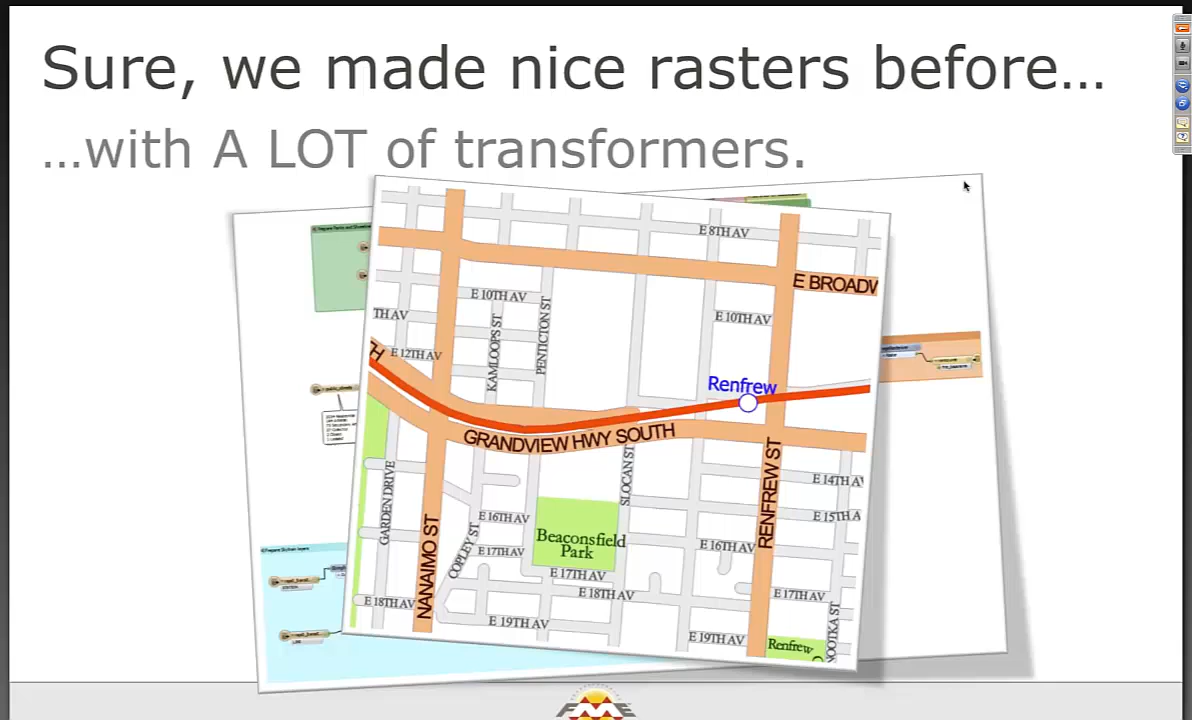 Sure, we made nice rasters before…
…with A LOT of transformers.
E 8TH AV
E BROADW
E 10TH AV
E 10TH AV
TH AV
KAMLOOPS ST
PENTICTON ST
E 12TH AV
Renfrew
GRANDVIEW HWY SOUTH
SLOCAN ST
RENFREW ST
GARDEN DRIVE
E 14TH AV
NANAIMO ST
COPLEY ST
E 16TH AV
E 15TH A
Beaconsfield
Park
E 17TH AV
E 16TH AV
E 17TH AV
E 18TH AV
E 18TH AV
E 17TH AV
E 19TH AV
E 19TH AV
Renfrew
NOOTKA ST
FME